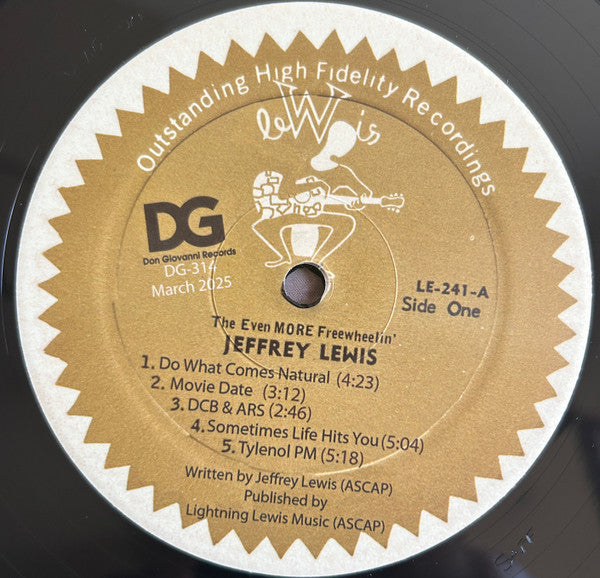 Outstanding High Fidelity Recordings
leWis
DG
Don Giovanni Records
DG-314
March 2025
LE-241-A
Side One
The Even MORE Freewheelin'
JEFFREY LEWIS
1. Do What Comes Natural (4:23)
2. Movie Date (3:12)
3. DCB & ARS (2:46)
4. Sometimes Life Hits You (5:04)
5. Tylenol PM (5:18)
Written by Jeffrey Lewis (ASCAP)
Published by
Lightning Lewis Music (ASCAP)